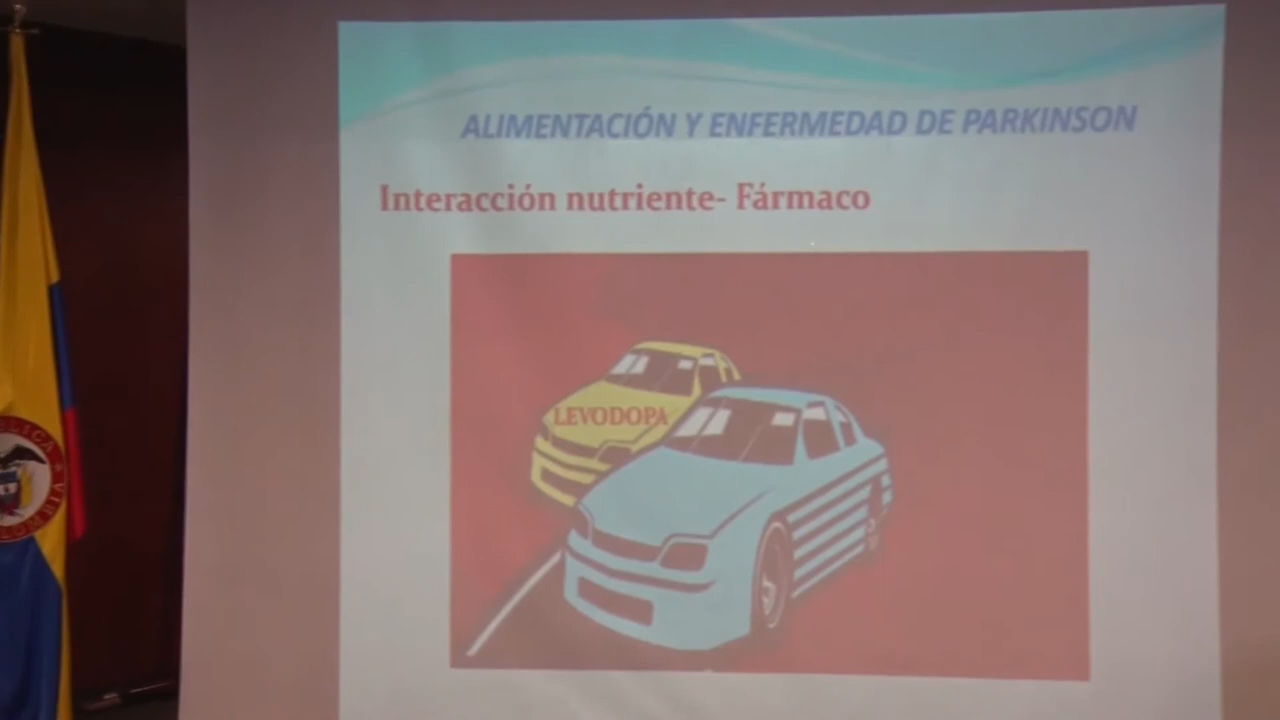 ALIMENTACIÓN Y ENFERMEDAD DE PARKINSON
Interacción nutriente- Fármaco
LEVODOPA